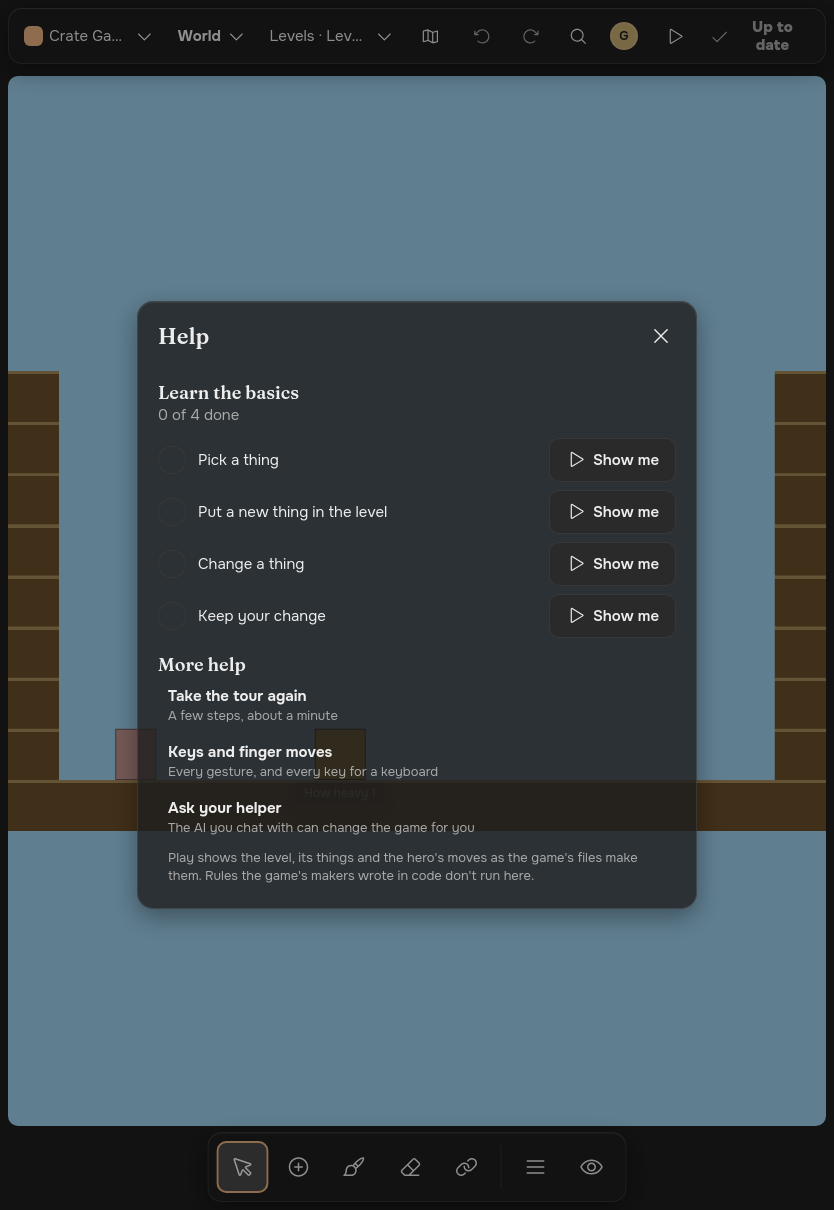 Crate Ga...
World
Levels · Lev...
G
Up to
date
Help
Learn the basics
0 of 4 done
Pick a thing
Show me
Put a new thing in the level
Show me
Change a thing
Show me
Keep your change
Show me
More help
Take the tour again
A few steps, about a minute
Keys and finger moves
Every gesture, and every key for a keyboard
How heavy
Ask your helper
The AI you chat with can change the game for you
Play shows the level, its things and the hero's moves as the game's files make
them. Rules the game's makers wrote in code don't run here.